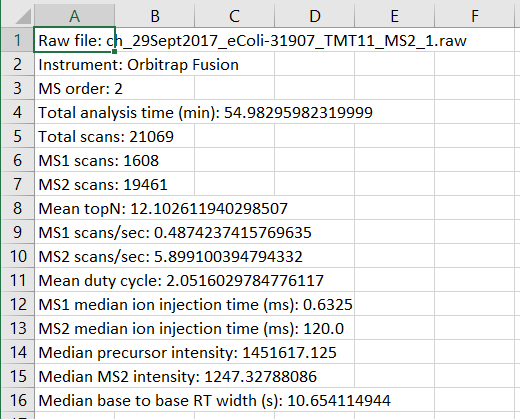 A B C D E F
1 Raw file: ch_29Sept2017_eColi-31907_TMT11_MS2_1.raw
2 Instrument: Orbitrap Fusion
3 MS order: 2
4 Total analysis time (min): 54.98295982319999
5 Total scans: 21069
6 MS1 scans: 1608
7 MS2 scans: 19461
8 Mean topN: 12.102611940298507
9 MS1 scans/sec: 0.4874237415769635
10 MS2 scans/sec: 5.899100394794332
11 Mean duty cycle: 2.0516029784776117
12 MS1 median ion injection time (ms): 0.6325
13 MS2 median ion injection time (ms): 120.0
14 Median precursor intensity: 1451617.125
15 Median MS2 intensity: 1247.32788086
16 Median base to base RT width (s): 10.654114944